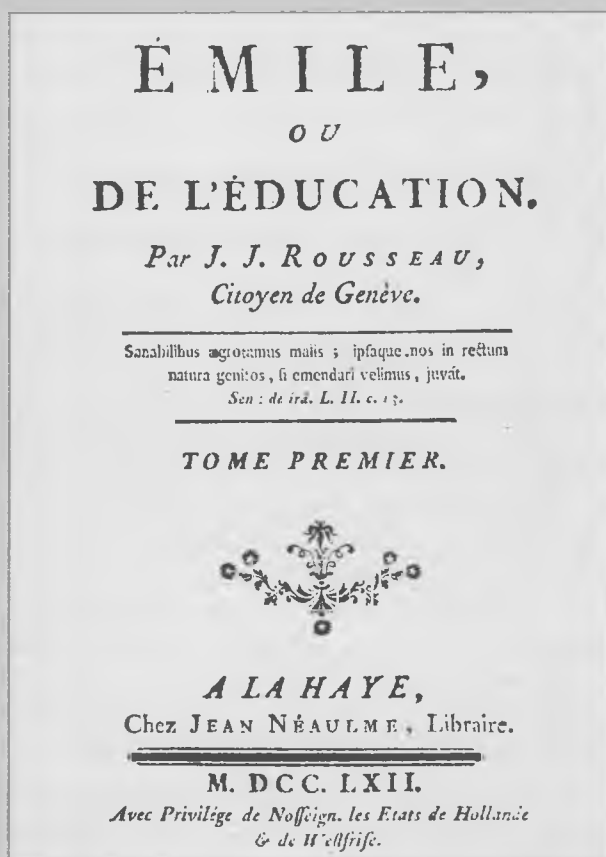 ÉMILE,
OU
DE L'ÉDUCATION.
Par J. J. ROUSSEAU,
Citoyen de Genève.
Sanabilibus ægrotamus malis ; ipſaque nos in rectum
natura genitos, ſi emendari velimus, juvat.
Sen : de irâ. L. II. c. 13.
TOME PREMIER.
A LA HAYE,
Chez JEAN NÉAULME, Libraire.
M. DCC. LXII.
Avec Privilége de Noſſeign. les Etats de Hollande
& de Weſtfriſe.